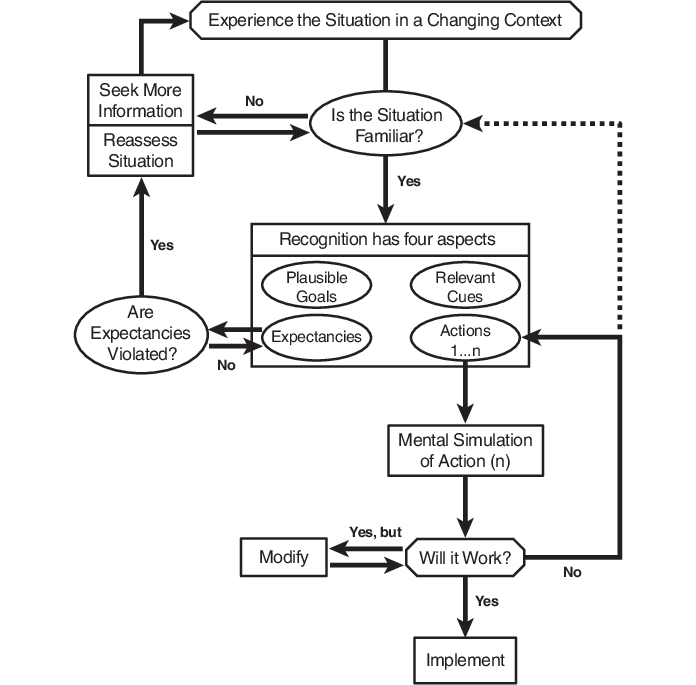 Experience the Situation in a Changing Context
Seek More
Information
No
Is the Situation
Familiar?
Reassess
Situation
Yes
Recognition has four aspects
Yes
Plausible
Goals
Relevant
Cues
Are
Expectancies
Violated?
Expectancies
Actions
1...n
No
Mental Simulation
of Action (n)
Yes, but
Modify
Will it Work?
No
Yes
Implement